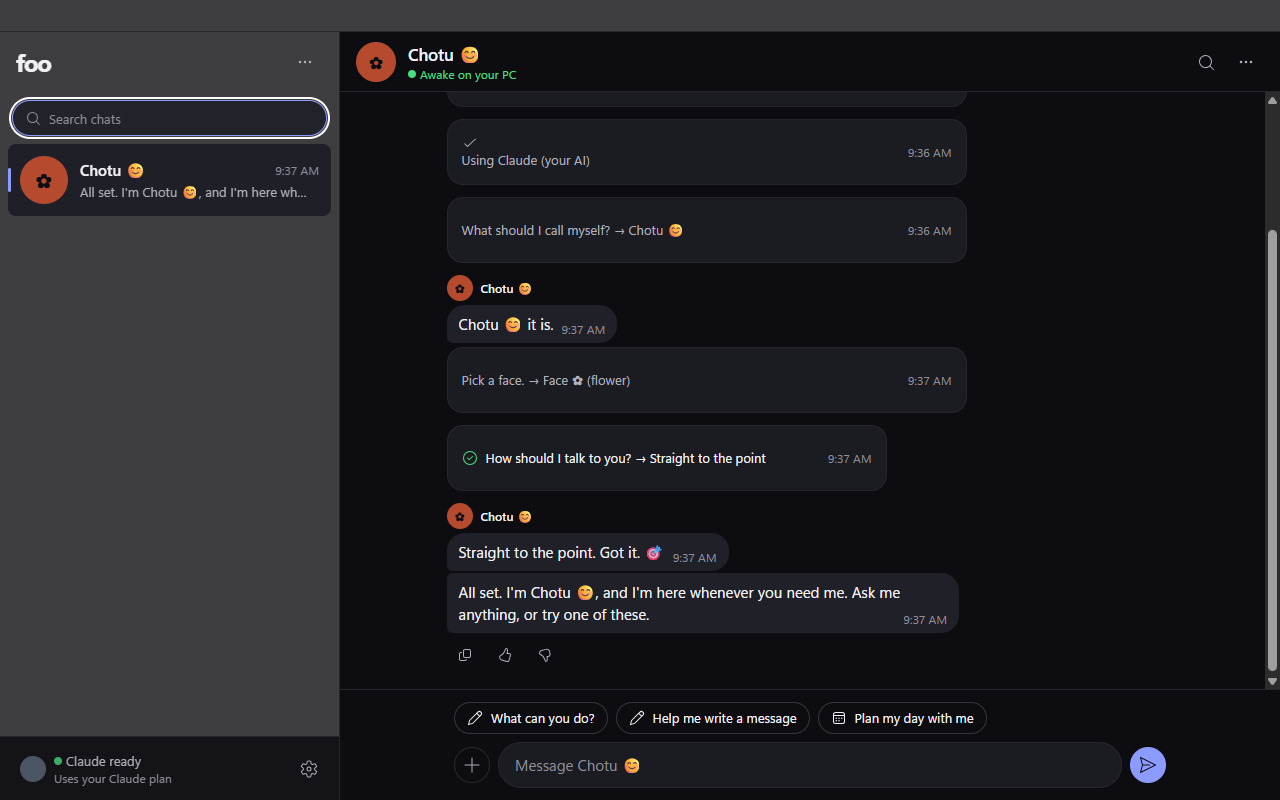 foo
Search chats
Chotu 😊
9:37 AM
All set. I'm Chotu 😊, and I'm here wh...
Claude ready
Uses your Claude plan
Chotu 😊
Awake on your PC
Using Claude (your AI)
9:36 AM
What should I call myself? → Chotu 😊
9:36 AM
Chotu 😊
Chotu 😊 it is.
9:37 AM
Pick a face. → Face ✿ (flower)
9:37 AM
How should I talk to you? → Straight to the point
9:37 AM
Chotu 😊
Straight to the point. Got it. 🎯
9:37 AM
All set. I'm Chotu 😊, and I'm here whenever you need me. Ask me
anything, or try one of these.
9:37 AM
What can you do?
Help me write a message
Plan my day with me
Message Chotu 😊